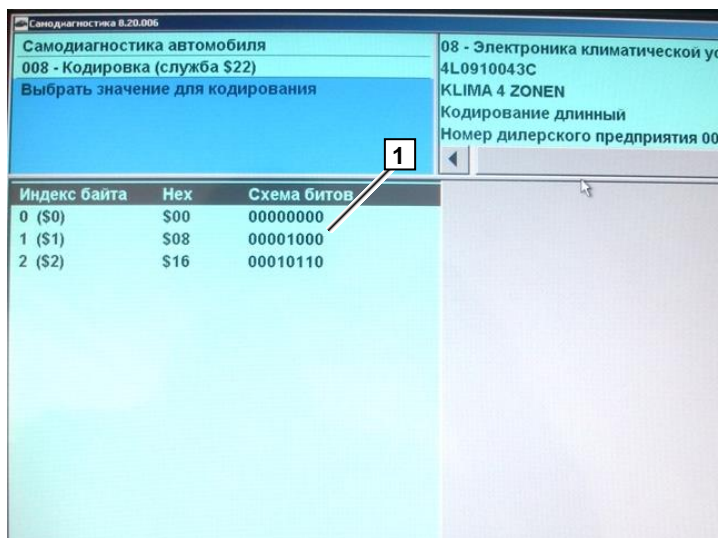 Самодиагностика 8.20.006
Самодиагностика автомобиля
008 - Кодировка (служба $22)
Выбрать значение для кодирования
08 - Электроника климатической ус
4L0910043C
KLIMA 4 ZONEN
Кодирование длинный
Номер дилерского предприятия 00
1
Индекс байта Hex Схема битов
0 ($0) $00 00000000
1 ($1) $08 00001000
2 ($2) $16 00010110